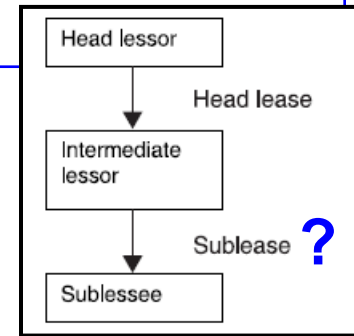 Head lessor
Head lease
Intermediate
lessor
Sublease ?
Sublessee